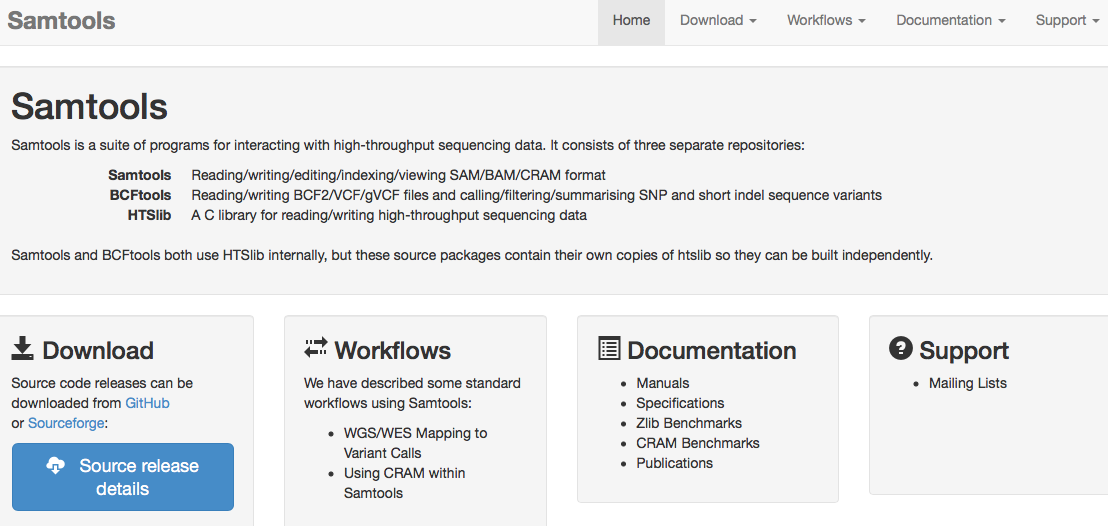 Samtools
Home Download Workflows Documentation Support
Samtools
Samtools is a suite of programs for interacting with high-throughput sequencing data. It consists of three separate repositories:
Samtools Reading/writing/editing/indexing/viewing SAM/BAM/CRAM format
BCFtools Reading/writing BCF2/VCF/gVCF files and calling/filtering/summarising SNP and short indel sequence variants
HTSlib A C library for reading/writing high-throughput sequencing data
Samtools and BCFtools both use HTSlib internally, but these source packages contain their own copies of htslib so they can be built independently.
Download
Source code releases can be
downloaded from GitHub
or Sourceforge:
Source release
details
Workflows
We have described some standard
workflows using Samtools:
• WGS/WES Mapping to
Variant Calls
• Using CRAM within
Samtools
Documentation
• Manuals
• Specifications
• Zlib Benchmarks
• CRAM Benchmarks
• Publications
Support
• Mailing Lists